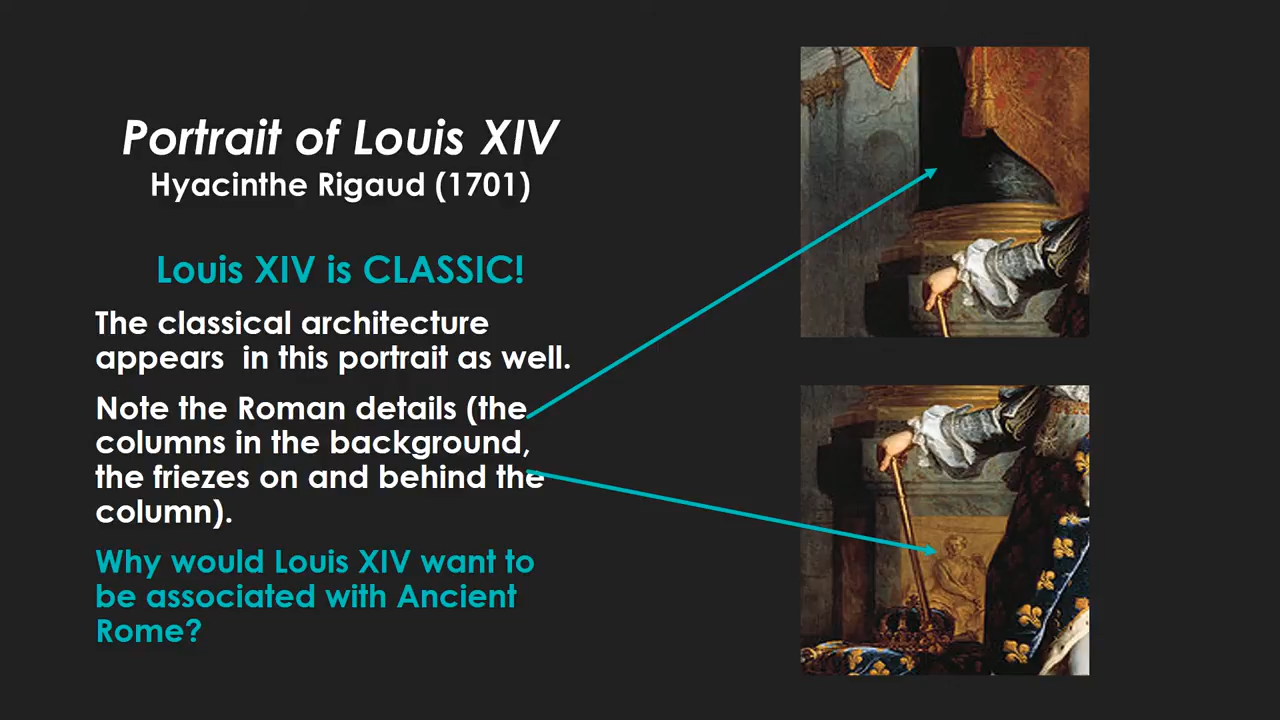 Portrait of Louis XIV
Hyacinthe Rigaud (1701)
Louis XIV is CLASSIC!
The classical architecture
appears  in this portrait as well.
Note the Roman details (the
columns in the background,
the friezes on and behind the
column).
Why would Louis XIV want to
be associated with Ancient
Rome?